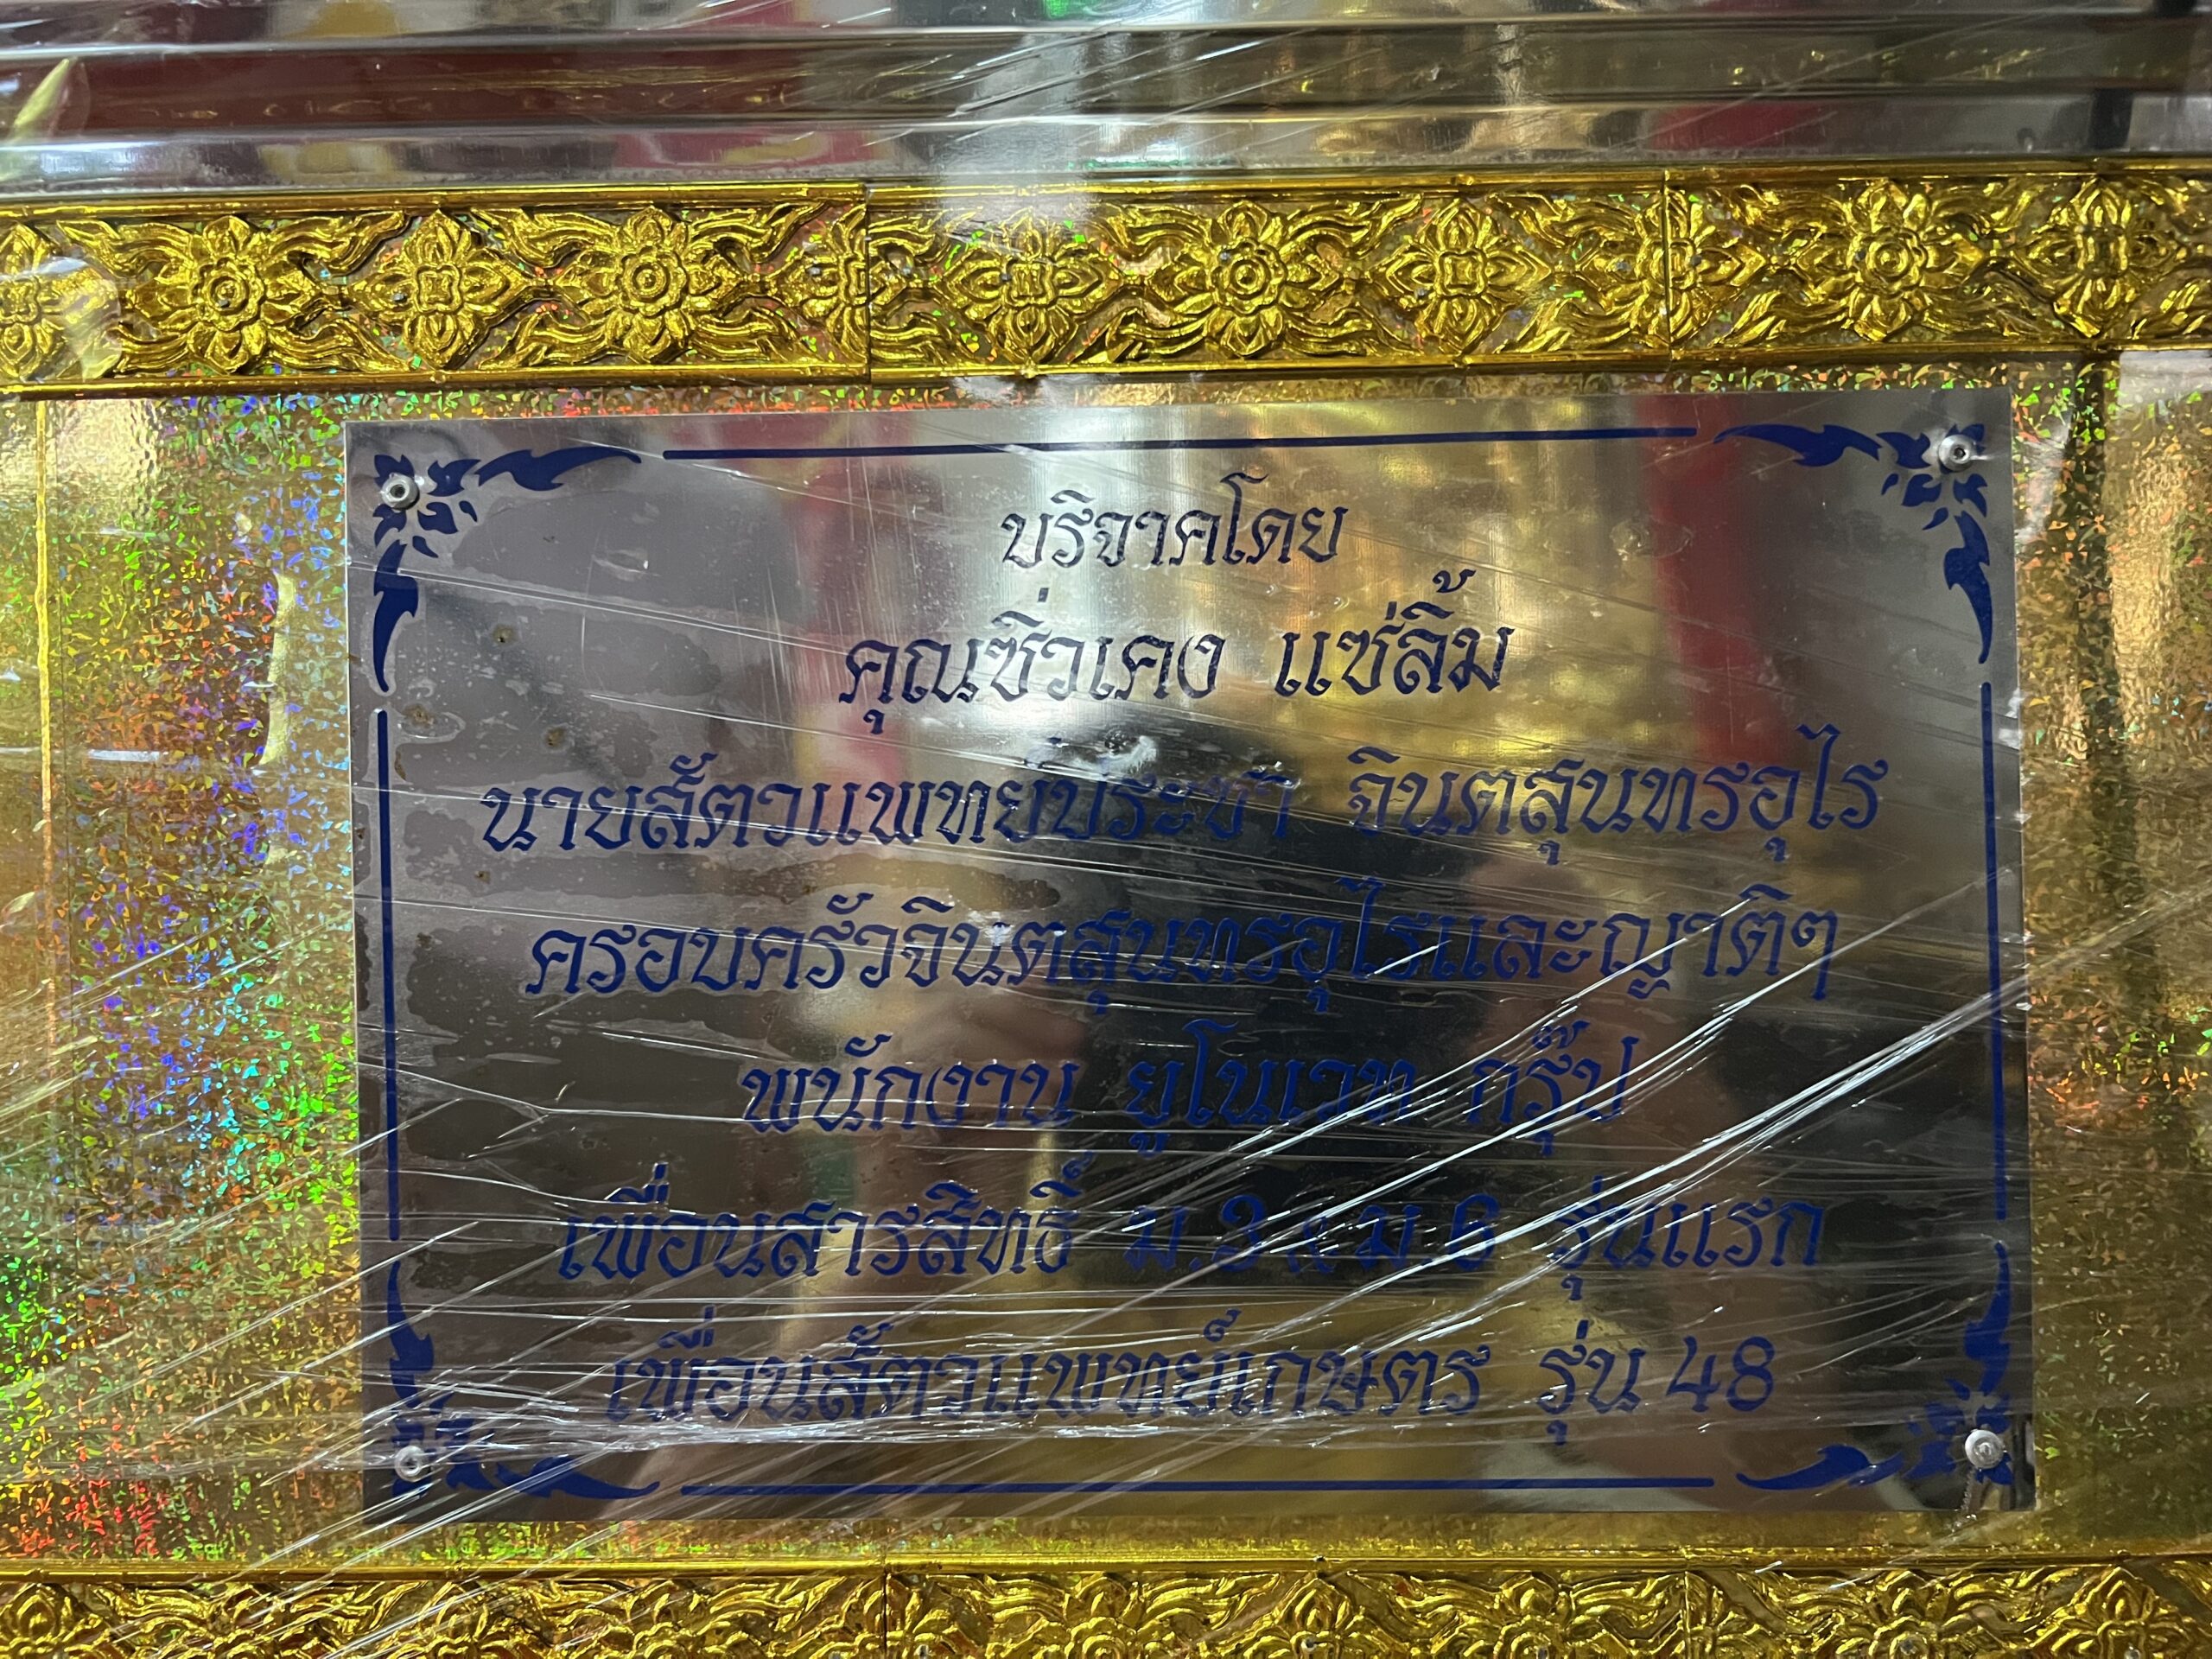 บริจาคโดย
คุณซิ่วเคง แซ่ลิ้ม
นายสัตวแพทย์ประชา จินตสุนทรอุไร
ครอบครัวจินตสุนทรอุไรและญาติๆ
พนักงาน ยูโนเวท กรุ๊ป
เพื่อนสารสิทธิ์ ม.3 ม.6 รุ่นแรก
เพื่อนสัตวแพทย์เกษตร รุ่น 48